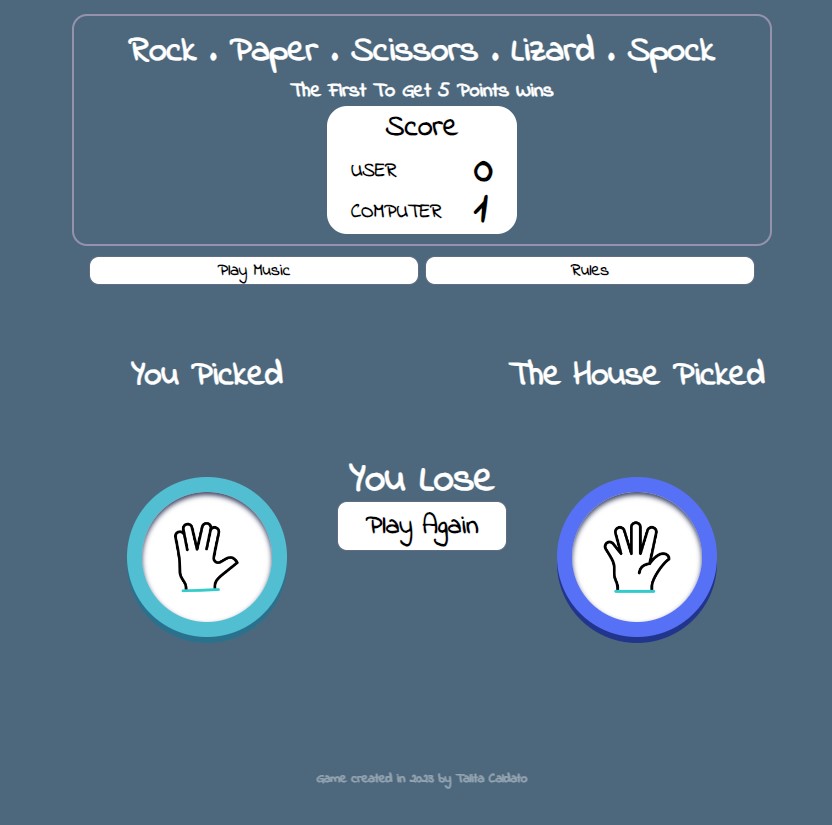 Rock . Paper . Scissors . Lizard . Spock
The First To Get 5 Points Wins
Score
USER 0
COMPUTER 1
Play Music
Rules
You Picked
The House Picked
You Lose
Play Again
Game created in 2023 by Talita Caldato